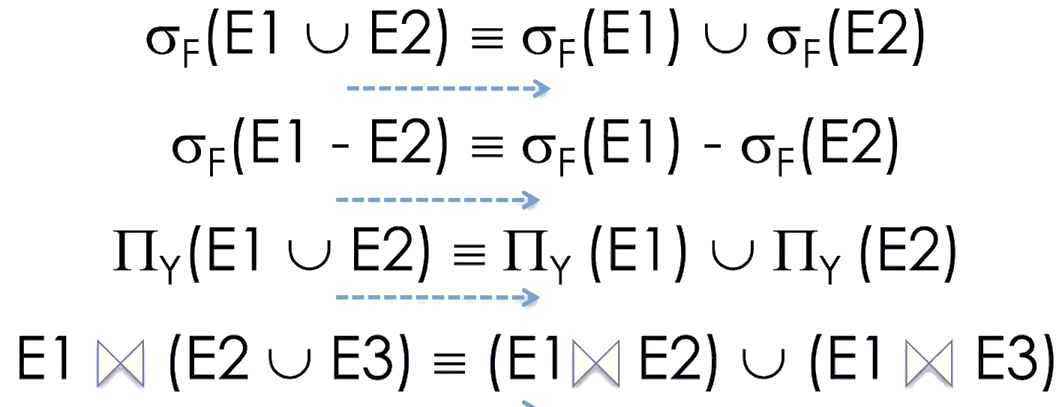 σF(E1 ∪ E2) ≡ σF(E1) ∪ σF(E2)
σF(E1 - E2) ≡ σF(E1) - σF(E2)
ΠY(E1 ∪ E2) ≡ ΠY (E1) ∪ ΠY (E2)
E1 ⋈ (E2 ∪ E3) ≡ (E1⋈ E2) ∪ (E1 ⋈ E3)